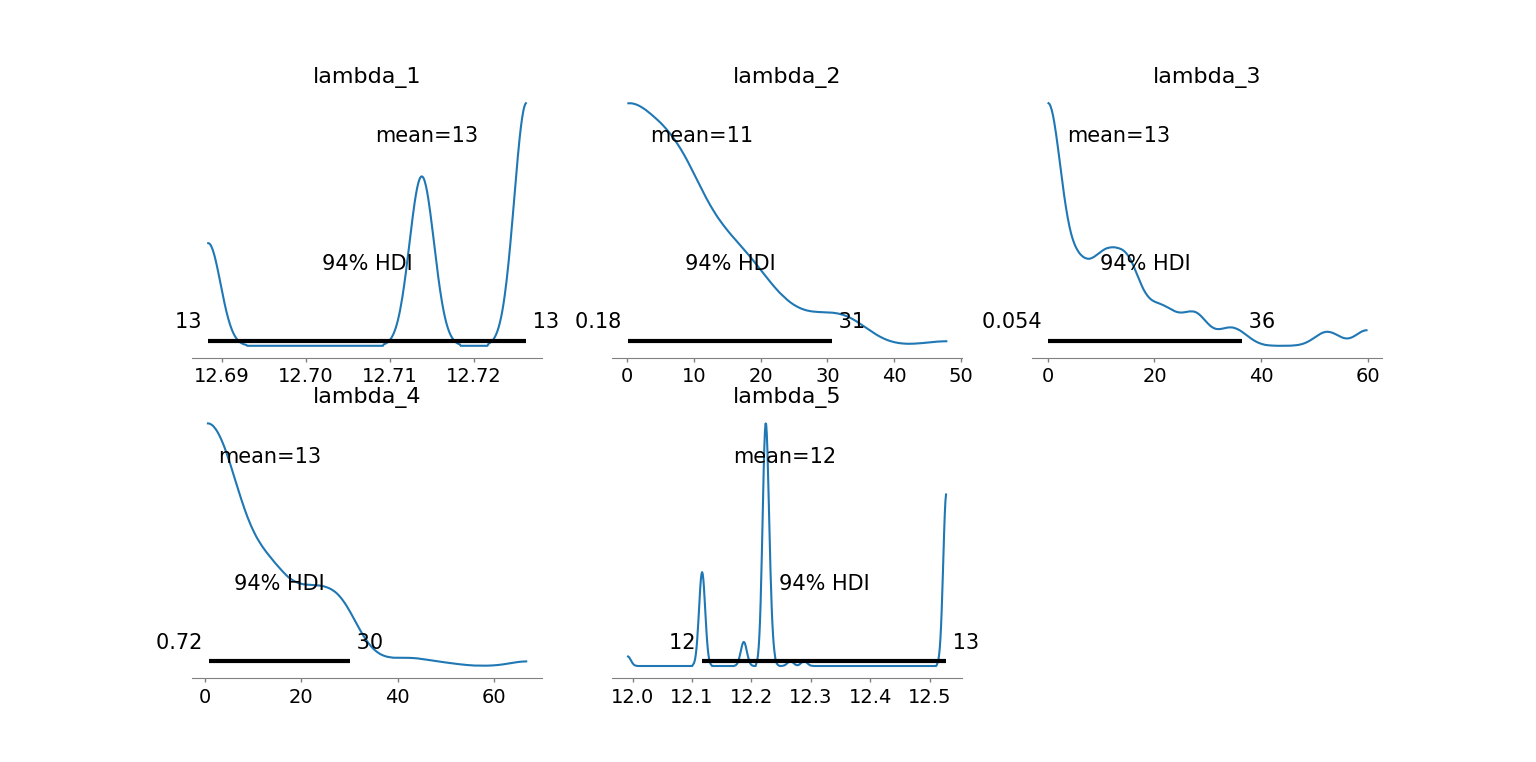 lambda_1
mean=13
94% HDI
13 13
12.69 12.70 12.71 12.72
lambda_2
mean=11
94% HDI
0.18 31
0 10 20 30 40 50
lambda_3
mean=13
94% HDI
0.054 36
0 20 40 60
lambda_4
mean=13
94% HDI
0.72 30
0 20 40 60
lambda_5
mean=12
94% HDI
12 13
12.0 12.1 12.2 12.3 12.4 12.5